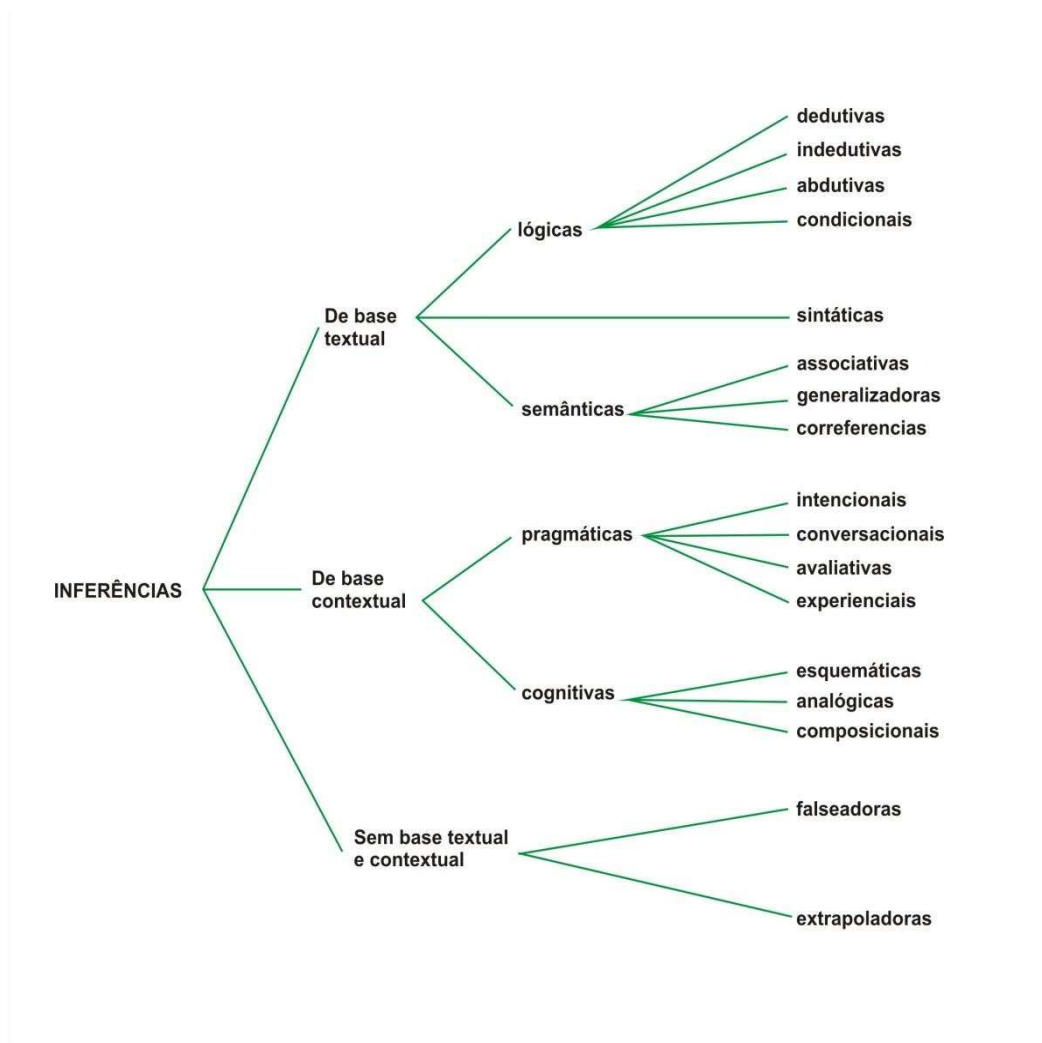 INFERÊNCIAS
De base
textual
lógicas
dedutivas
indedutivas
abdutivas
condicionais
sintáticas
semânticas
associativas
generalizadoras
correferencias
De base
contextual
pragmáticas
intencionais
conversacionais
avaliativas
experienciais
cognitivas
esquemáticas
analógicas
composicionais
Sem base textual
e contextual
falseadoras
extrapoladoras